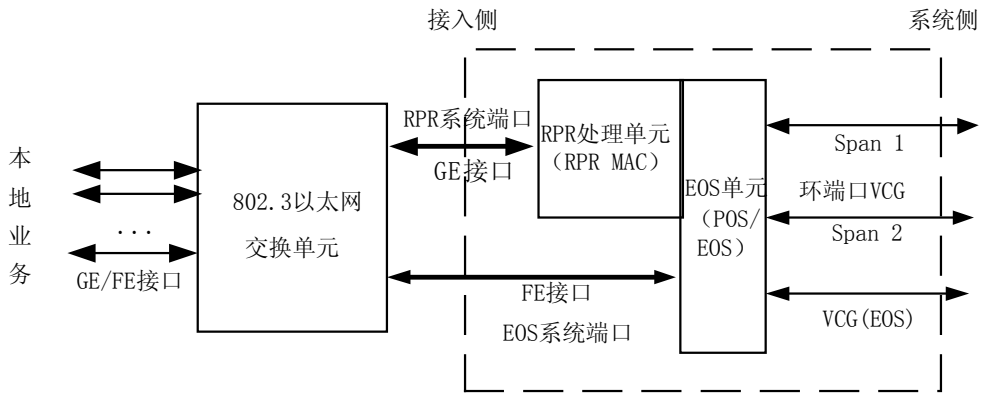 接入侧
系统侧
本地业务
GE/FE接口
...
802.3以太网
交换单元
RPR系统端口
GE接口
RPR处理单元
（RPR MAC）
EOS单元
（POS/
EOS）
FE接口
EOS系统端口
Span 1
环端口VCG
Span 2
VCG(EOS)